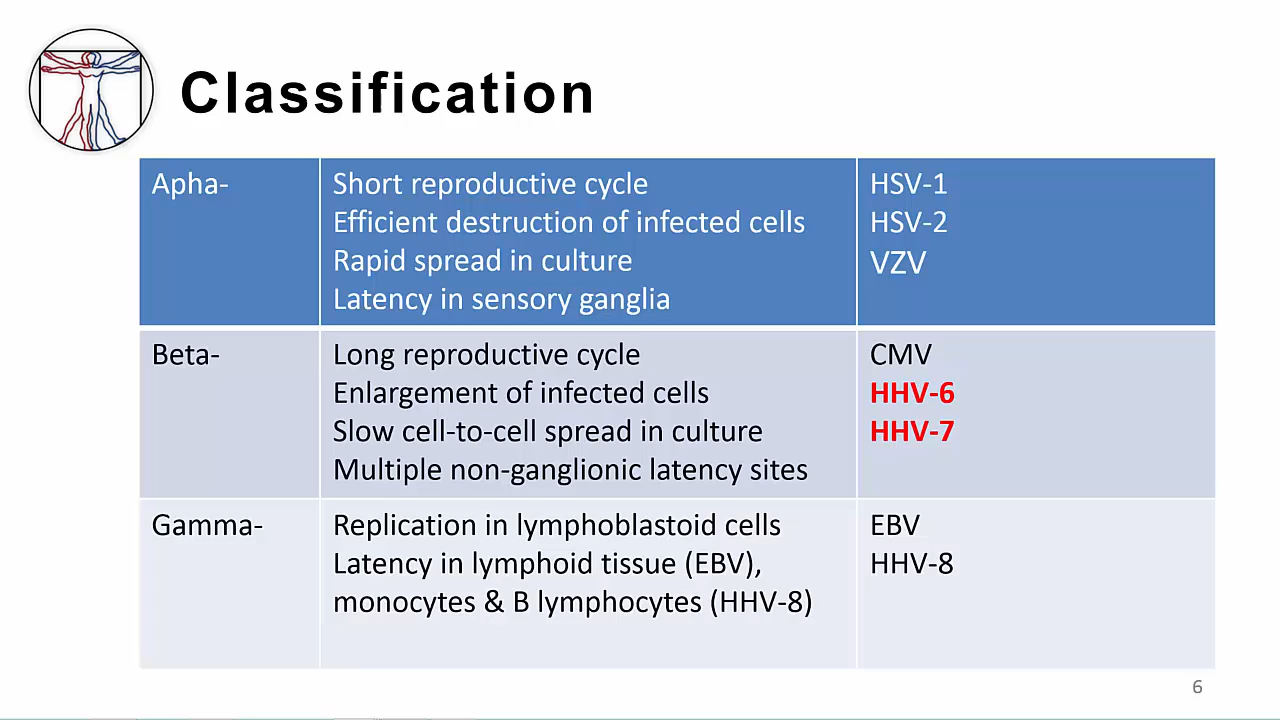 Classification
Apha-
Short reproductive cycle
Efficient destruction of infected cells
Rapid spread in culture
Latency in sensory ganglia
HSV-1
HSV-2
VZV
Beta-
Long reproductive cycle
Enlargement of infected cells
Slow cell-to-cell spread in culture
Multiple non-ganglionic latency sites
CMV
HHV-6
HHV-7
Gamma-
Replication in lymphoblastoid cells
Latency in lymphoid tissue (EBV),
monocytes & B lymphocytes (HHV-8)
EBV
HHV-8
6